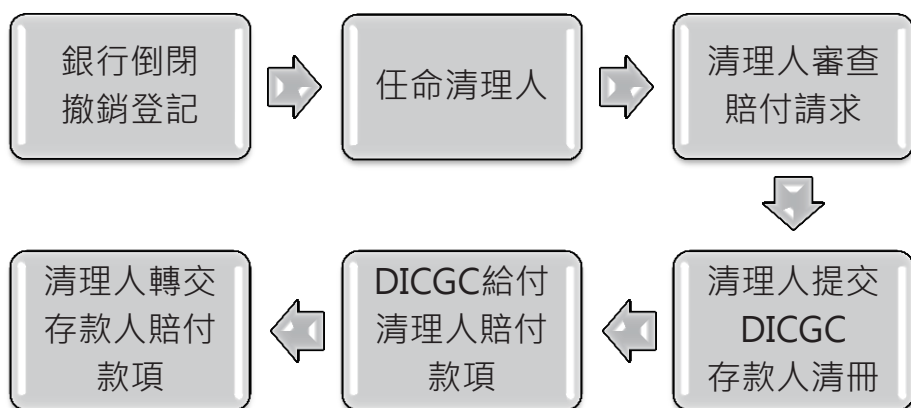 銀行倒閉
撤銷登記
任命清理人
清理人審查
賠付請求
清理人提交
DICGC
存款人清冊
DICGC給付
清理人賠付
款項
清理人轉交
存款人賠付
款項